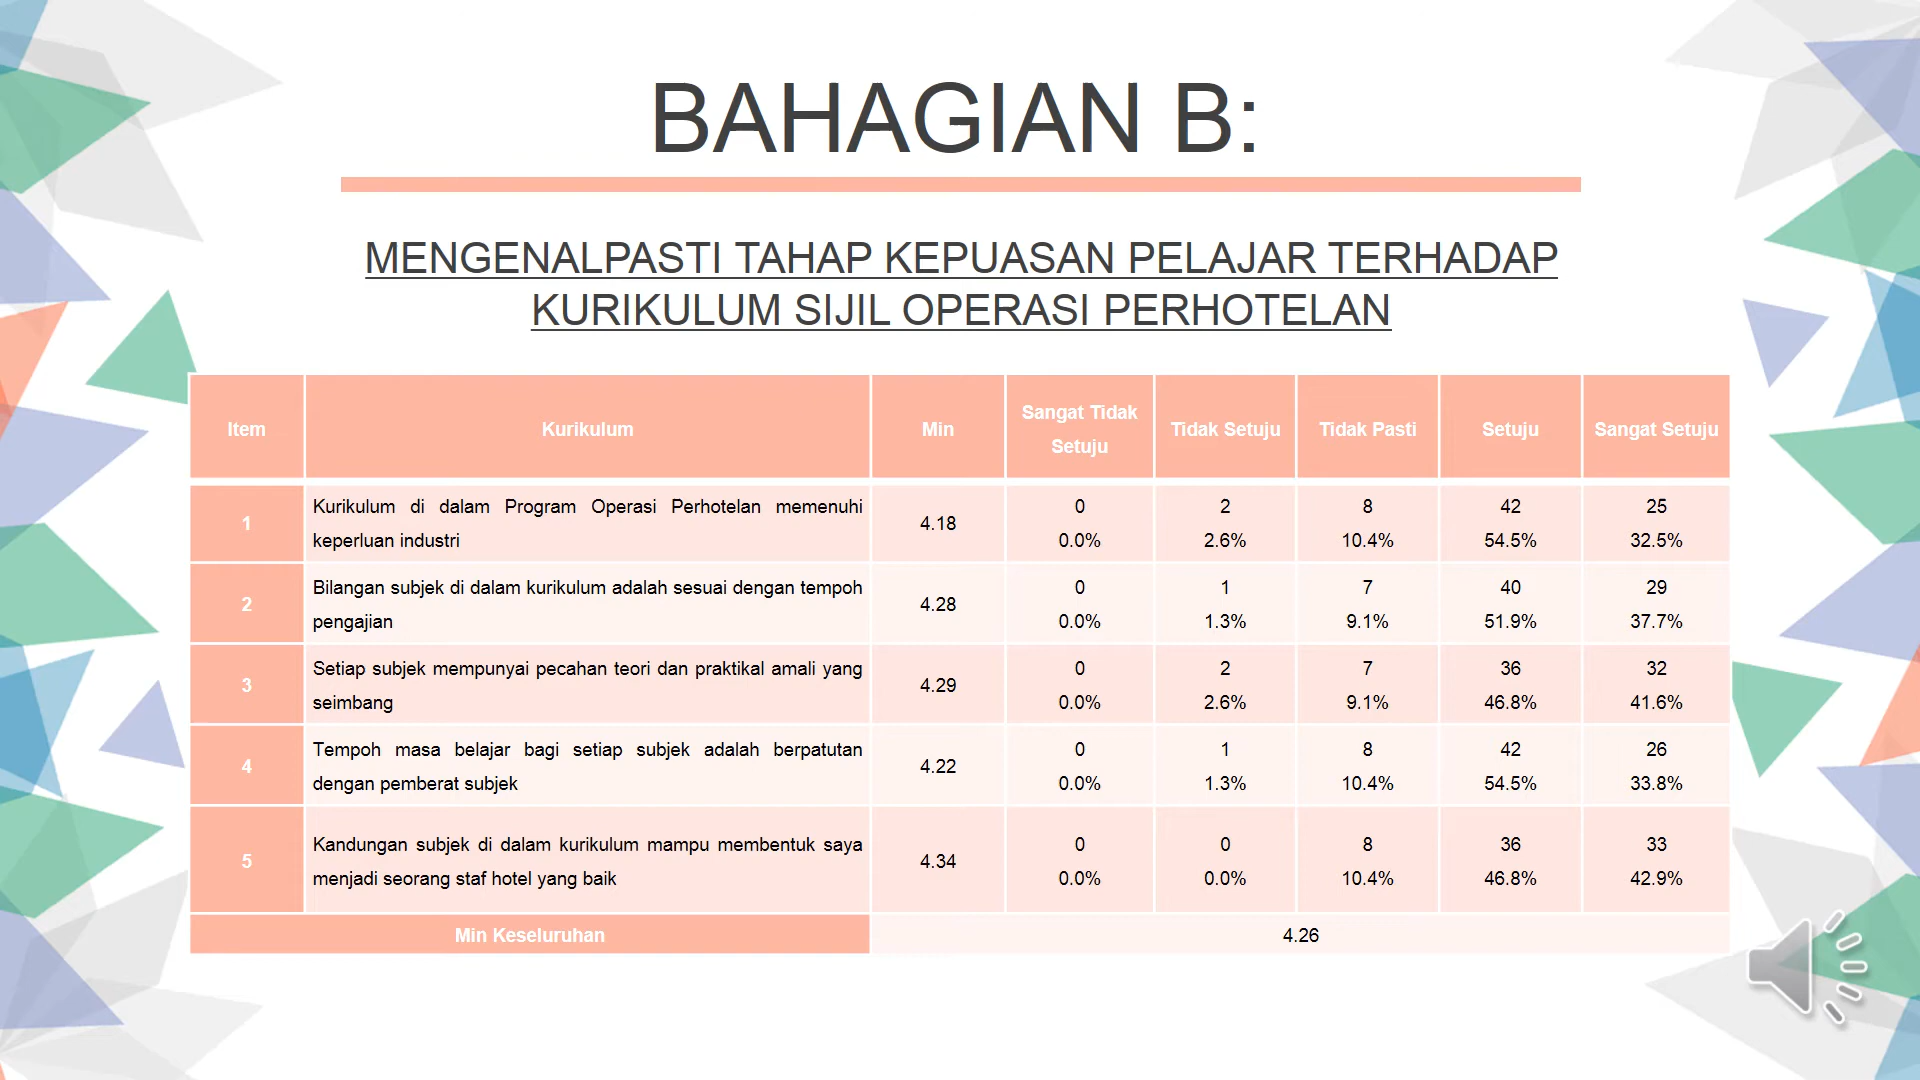 BAHAGIAN B:
MENGENALPASTI TAHAP KEPUASAN PELAJAR TERHADAP
KURIKULUM SIJIL OPERASI PERHOTELAN
Item Kurikulum Min Sangat Tidak Setuju Tidak Setuju Tidak Pasti Setuju Sangat Setuju
1 Kurikulum di dalam Program Operasi Perhotelan memenuhi
keperluan industri
4.18
0 2 8 42 25
0.0% 2.6% 10.4% 54.5% 32.5%
2 Bilangan subjek di dalam kurikulum adalah sesuai dengan tempoh
pengajian
4.28
0 1 7 40 29
0.0% 1.3% 9.1% 51.9% 37.7%
3 Setiap subjek mempunyai pecahan teori dan praktikal amali yang
seimbang
4.29
0 2 7 36 32
0.0% 2.6% 9.1% 46.8% 41.6%
4 Tempoh masa belajar bagi setiap subjek adalah berpatutan
dengan pemberat subjek
4.22
0 1 8 42 26
0.0% 1.3% 10.4% 54.5% 33.8%
5 Kandungan subjek di dalam kurikulum mampu membentuk saya
menjadi seorang staf hotel yang baik
4.34
0 0 8 36 33
0.0% 0.0% 10.4% 46.8% 42.9%
Min Keseluruhan 4.26